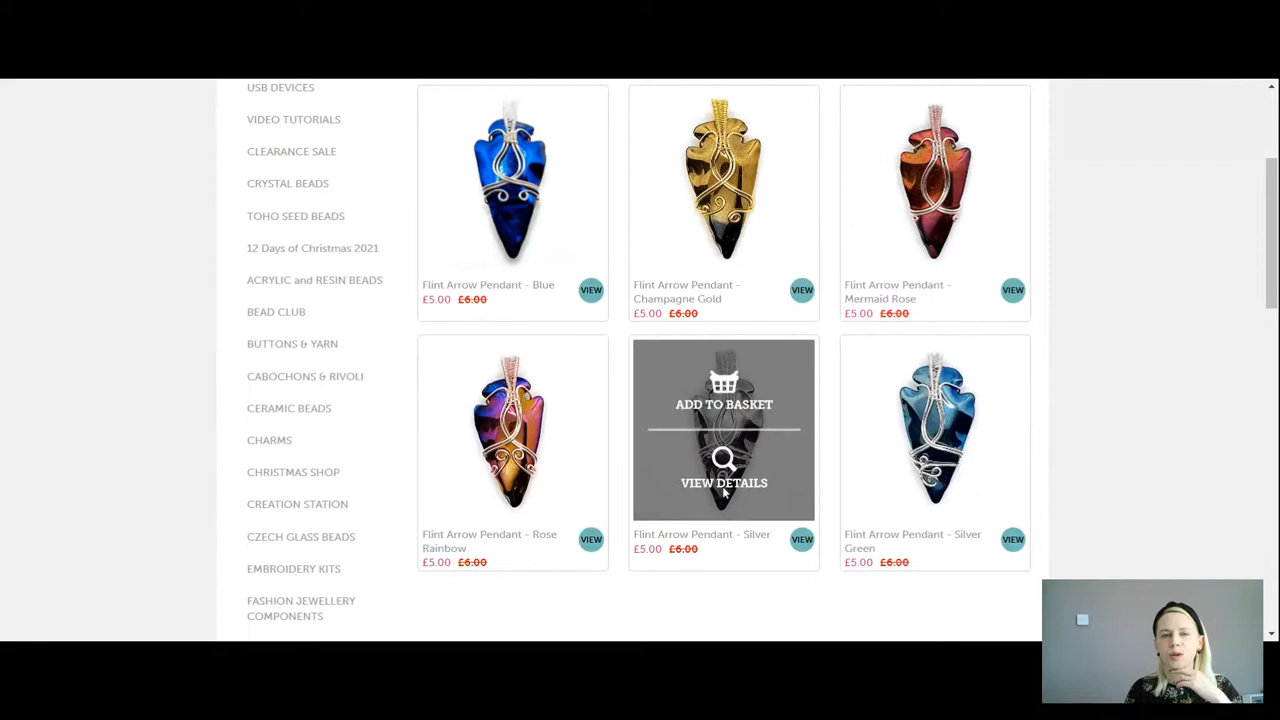 USB DEVICES
VIDEO TUTORIALS
CLEARANCE SALE
CRYSTAL BEADS
TOHO SEED BEADS
12 Days of Christmas 2021
ACRYLIC and RESIN BEADS
BEAD CLUB
BUTTONS & YARN
CABOCHONS & RIVOLI
CERAMIC BEADS
CHARMS
CHRISTMAS SHOP
CREATION STATION
CZECH GLASS BEADS
EMBROIDERY KITS
FASHION JEWELLERY
COMPONENTS
Flint Arrow Pendant - Blue
£5.00 £6.00
VIEW
Flint Arrow Pendant -
Champagne Gold
£5.00 £6.00
VIEW
Flint Arrow Pendant -
Mermaid Rose
£5.00 £6.00
VIEW
Flint Arrow Pendant - Rose
Rainbow
£5.00 £6.00
VIEW
ADD TO BASKET
VIEW DETAILS
Flint Arrow Pendant - Silver
£5.00 £6.00
VIEW
Flint Arrow Pendant - Silver
Green
£5.00 £6.00
VIEW